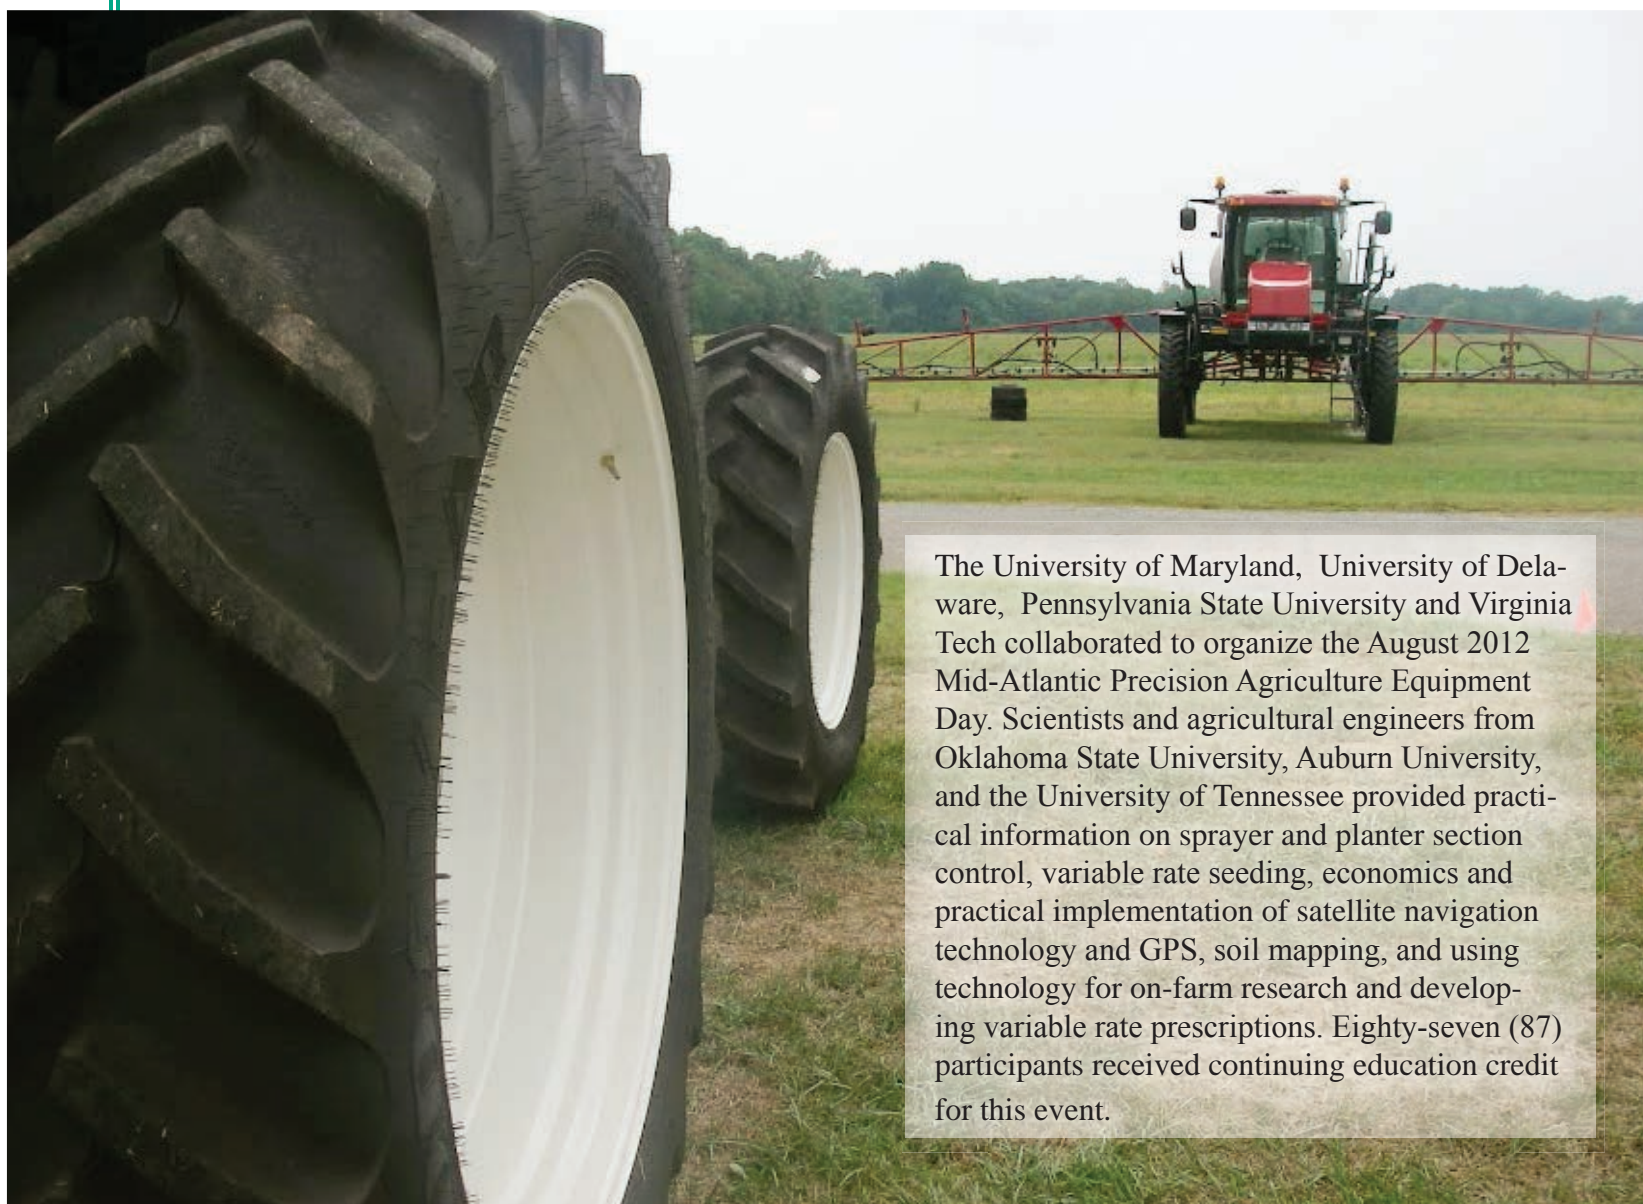 The University of Maryland,  University of Dela-
ware,  Pennsylvania State University and Virginia
Tech collaborated to organize the August 2012
Mid-Atlantic Precision Agriculture Equipment
Day. Scientists and agricultural engineers from
Oklahoma State University, Auburn University,
and the University of Tennessee provided practi-
cal information on sprayer and planter section
control, variable rate seeding, economics and
practical implementation of satellite navigation
technology and GPS, soil mapping, and using
technology for on-farm research and develop-
ing variable rate prescriptions. Eighty-seven (87)
participants received continuing education credit
for this event.